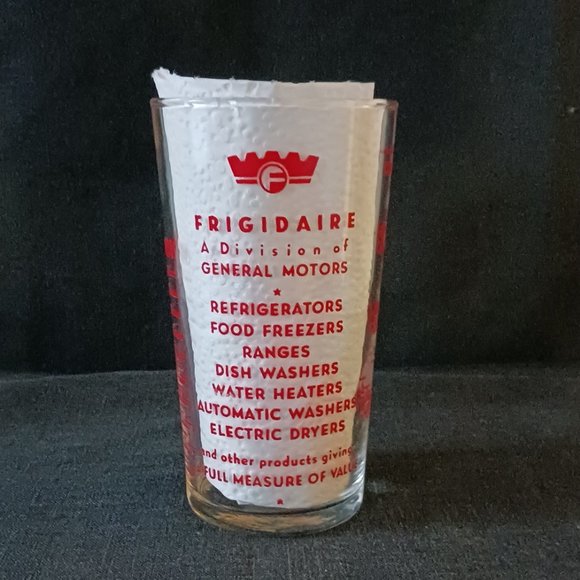 F
FRIGIDAIRE
A Division of
GENERAL MOTORS
REFRIGERATORS
FOOD FREEZERS
RANGES
DISH WASHERS
WATER HEATERS
AUTOMATIC WASHERS
ELECTRIC DRYERS
and other products giving
FULL MEASURE OF VALUE